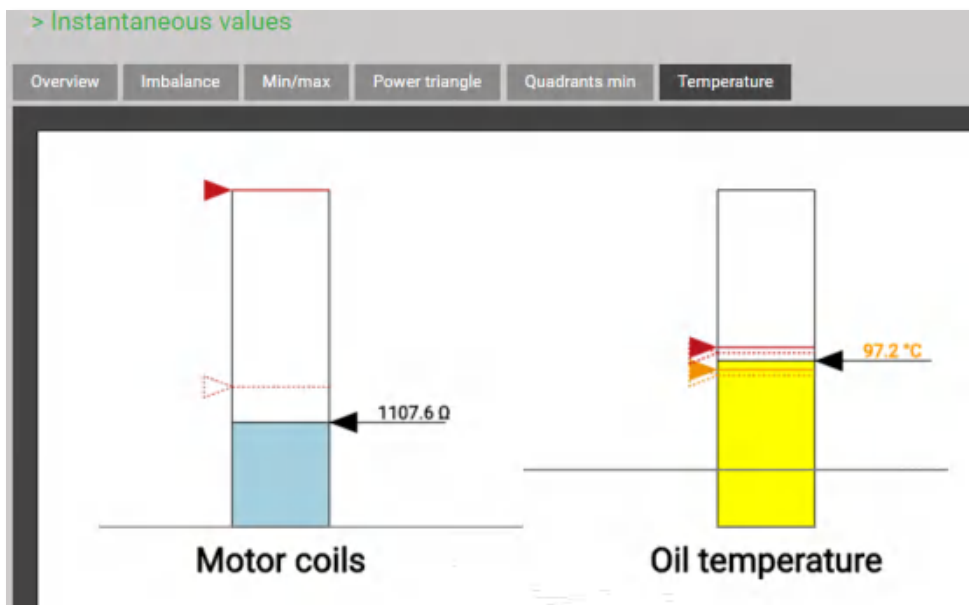 > Instantaneous values
Overview Imbalance Min/max Power triangle Quadrants min Temperature
97.2 °C
1107.6 Ω
Motor coils Oil temperature